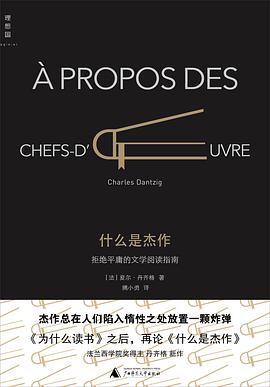 理想国
À PROPOS DES
CHEFS-D'ŒUVRE
Charles Dantzig
什么是杰作
拒绝平庸的文学阅读指南
[法]夏尔·丹齐格 著
揭小勇 译
杰作总在人们陷入惰性之处放置一颗炸弹
《为什么读书》之后，再论《什么是杰作》
法兰西学院奖得主 丹齐格 新作
广西师范大学出版社